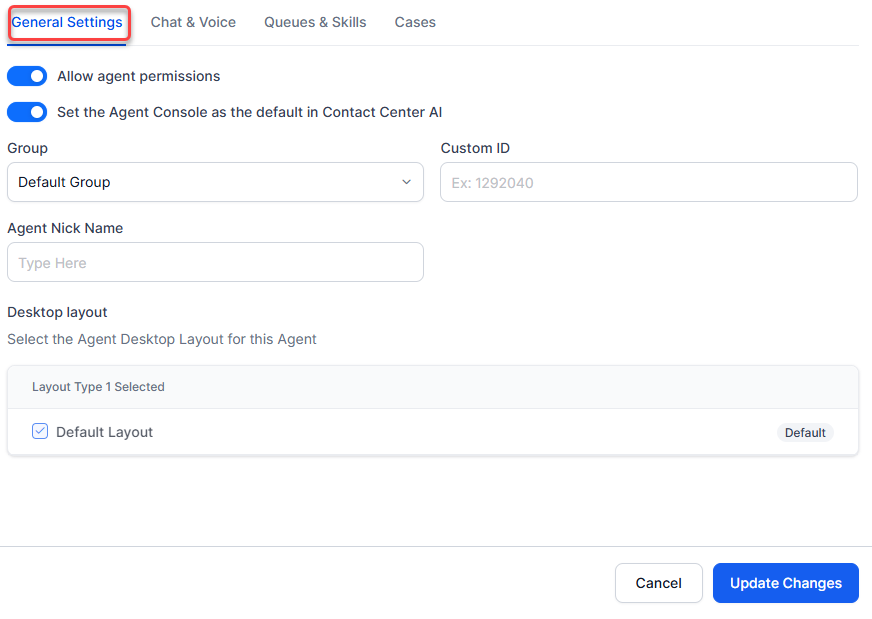 General Settings Chat & Voice Queues & Skills Cases
Allow agent permissions
Set the Agent Console as the default in Contact Center AI
Group Custom ID
Default Group Ex: 1292040
Agent Nick Name
Type Here
Desktop layout
Select the Agent Desktop Layout for this Agent
Layout Type 1 Selected
Default Layout Default
Cancel Update Changes